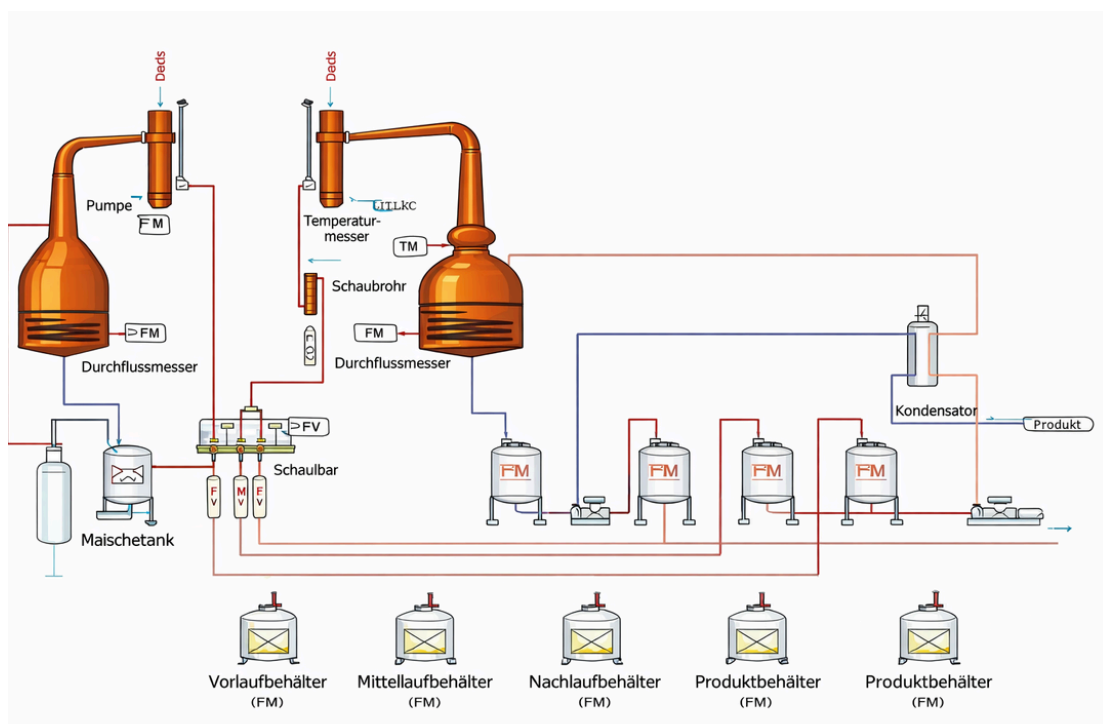 Deds
Deds
Pumpe
FM
Temperatur-
messer
LITLKC
TM
Schaubrohr
FM
FM
Durchflussmesser
Durchflussmesser
FV
Schaulbar
Kondensator
Produkt
FM
FM
FM
FM
F
V
M
V
F
V
Maischetank
Vorlaufbehälter
(FM)
Mittellaufbehälter
(FM)
Nachlaufbehälter
(FM)
Produktbehälter
(FM)
Produktbehälter
(FM)